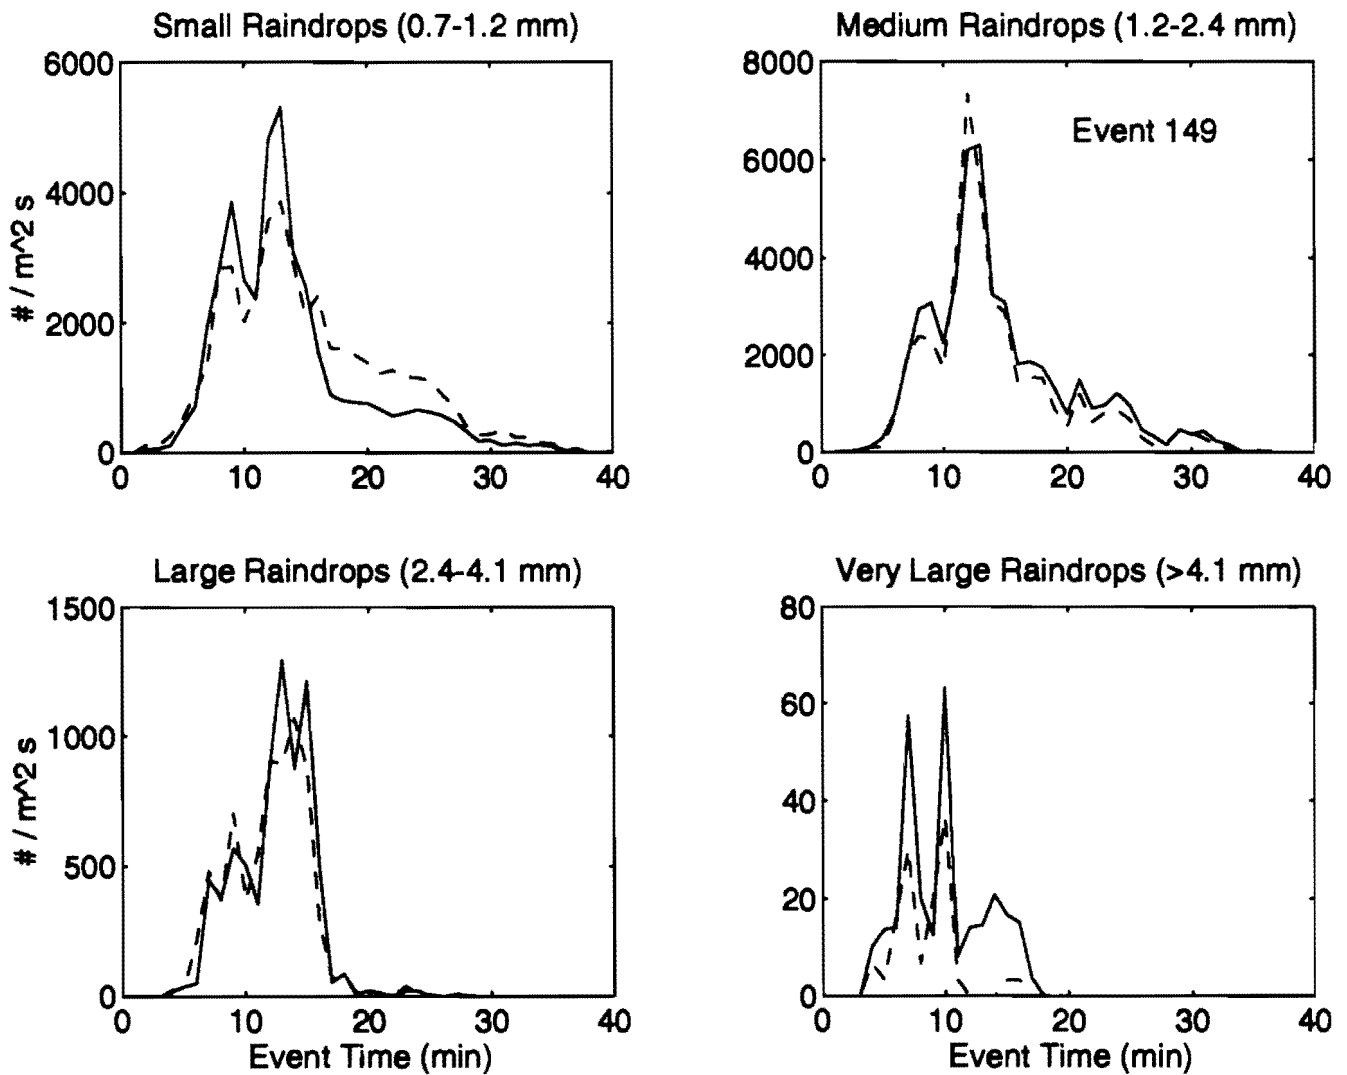 Small Raindrops (0.7-1.2 mm)
6000
4000
2000
0
# / m^2 s
0 10 20 30 40
Medium Raindrops (1.2-2.4 mm)
8000
6000
4000
2000
0
Event 149
0 10 20 30 40
Large Raindrops (2.4-4.1 mm)
1500
1000
500
0
# / m^2 s
0 10 20 30 40
Event Time (min)
Very Large Raindrops (>4.1 mm)
80
60
40
20
0
0 10 20 30 40
Event Time (min)